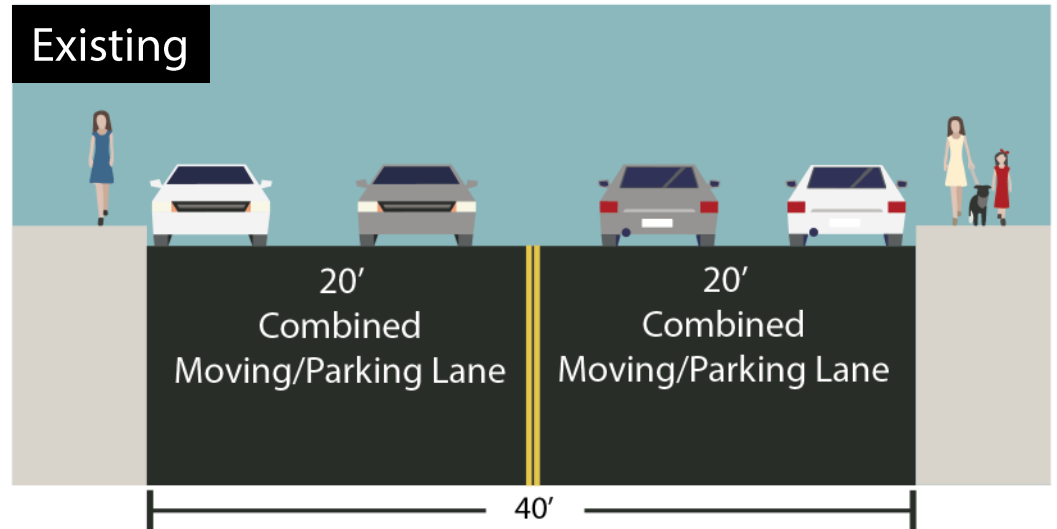 Existing
20’
Combined
Moving/Parking Lane
20’
Combined
Moving/Parking Lane
40’